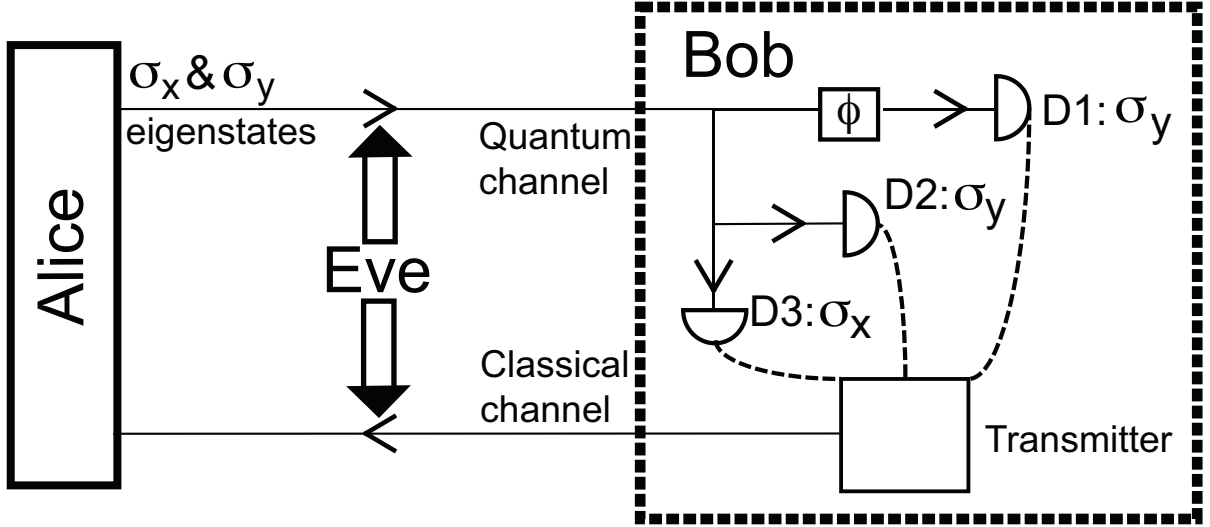 Alice
σx & σy
eigenstates
Eve
Quantum
channel
Classical
channel
Bob
ϕ
D1: σy
D2: σy
D3: σx
Transmitter